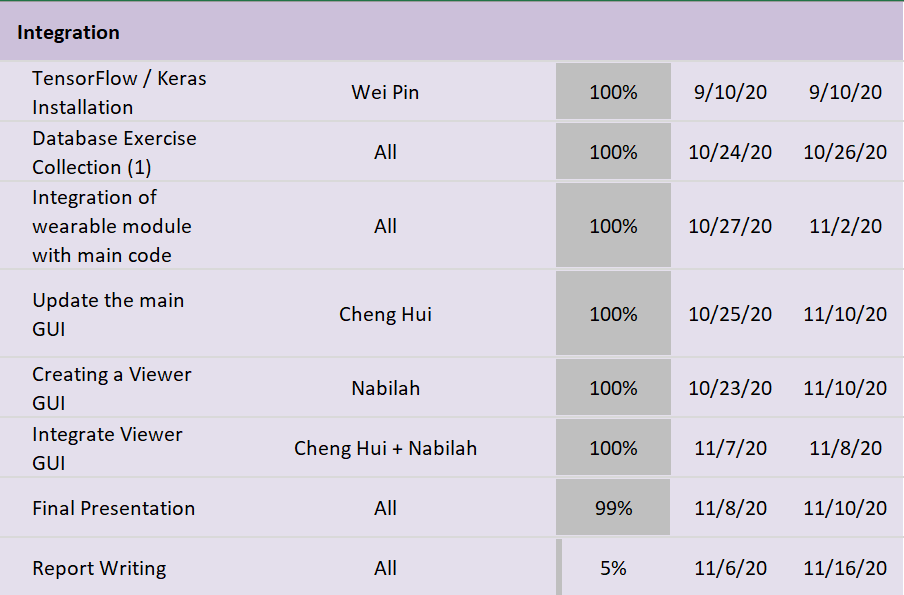 Integration
TensorFlow / Keras
Installation
Wei Pin
100%
9/10/20
9/10/20
Database Exercise
Collection (1)
All
100%
10/24/20
10/26/20
Integration of
wearable module
with main code
All
100%
10/27/20
11/2/20
Update the main
GUI
Cheng Hui
100%
10/25/20
11/10/20
Creating a Viewer
GUI
Nabilah
100%
10/23/20
11/10/20
Integrate Viewer
GUI
Cheng Hui + Nabilah
100%
11/7/20
11/8/20
Final Presentation
All
99%
11/8/20
11/10/20
Report Writing
All
5%
11/6/20
11/16/20